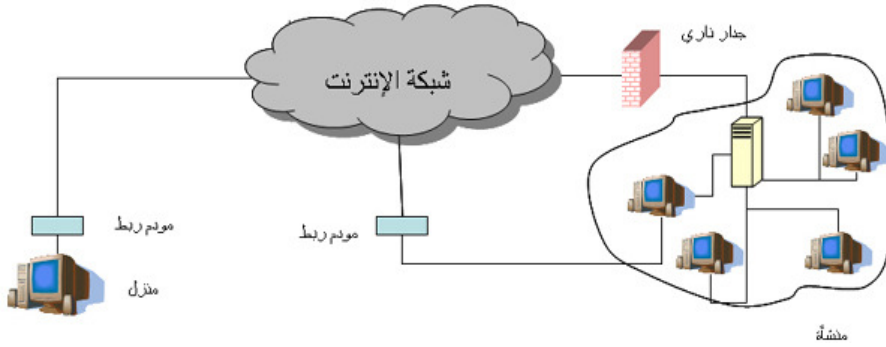 جدار ناري
شبكة الإنترنت
مودم ربط
مودم ربط
منزل
منشأة